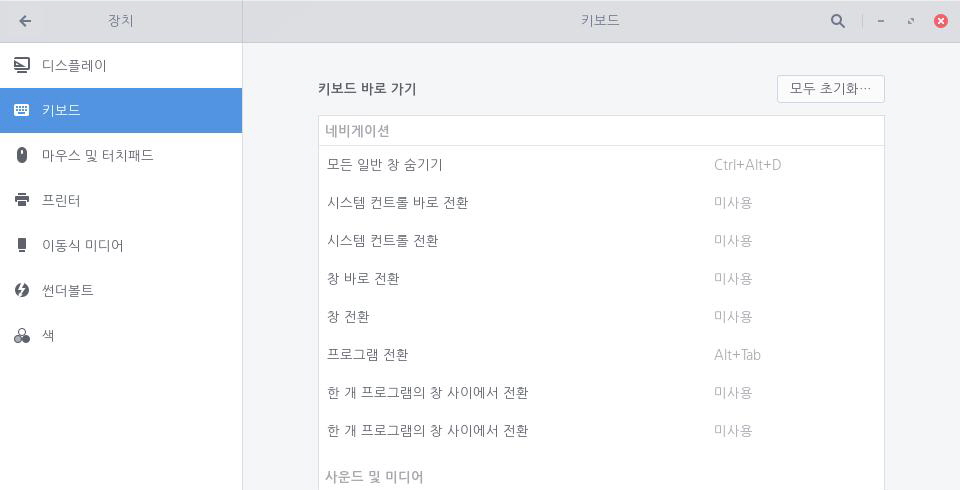 장치
키보드
디스플레이
키보드
마우스 및 터치패드
프린터
이동식 미디어
썬더볼트
색
키보드 바로 가기
모두 초기화…
네비게이션
모든 일반 창 숨기기 Ctrl+Alt+D
시스템 컨트롤 바로 전환 미사용
시스템 컨트롤 전환 미사용
창 바로 전환 미사용
창 전환 미사용
프로그램 전환 Alt+Tab
한 개 프로그램의 창 사이에서 전환 미사용
한 개 프로그램의 창 사이에서 전환 미사용
사운드 및 미디어